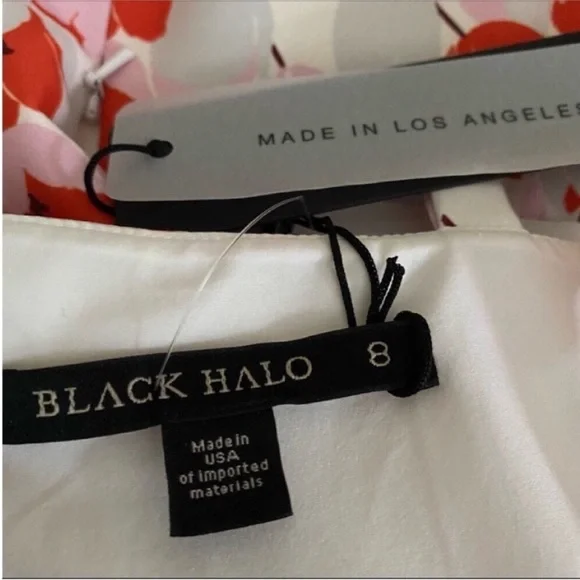 MADE IN LOS ANGELES
BLACK HALO 8
Made in
USA
of imported
materials